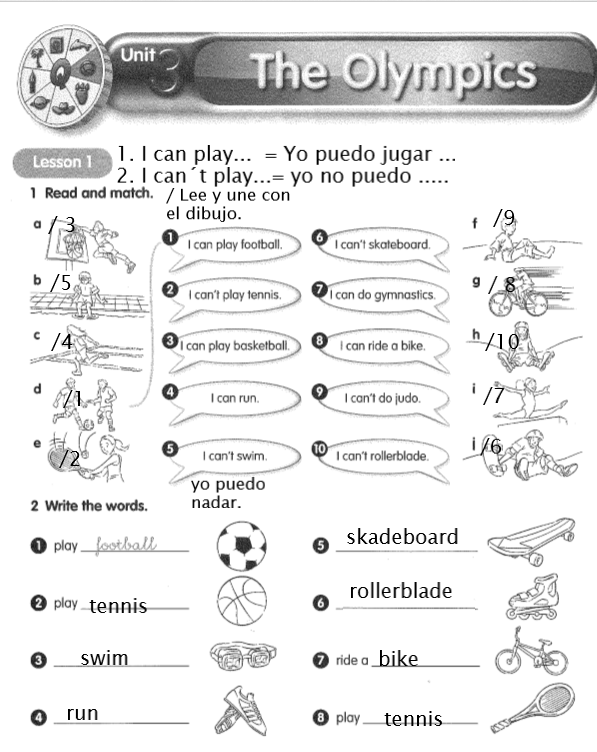 Unit 3
The Olympics
Lesson 1
1. I can play... = Yo puedo jugar ...
2. I can´t play...= yo no puedo .....
1 Read and match. / Lee y une con
el dibujo.
a /3
b /5
c /4
d /1
e /2
1 I can play football.
2 I can't play tennis.
3 I can play basketball.
4 I can run.
5 I can't swim.
yo puedo
nadar.
6 I can't skateboard.
7 I can do gymnastics.
8 I can ride a bike.
9 I can't do judo.
10 I can't rollerblade.
f /9
g /8
h /10
i /7
j /6
2 Write the words.
1 play football
2 play tennis
3 swim
4 run
5 skadeboard
6 rollerblade
7 ride a bike
8 play tennis